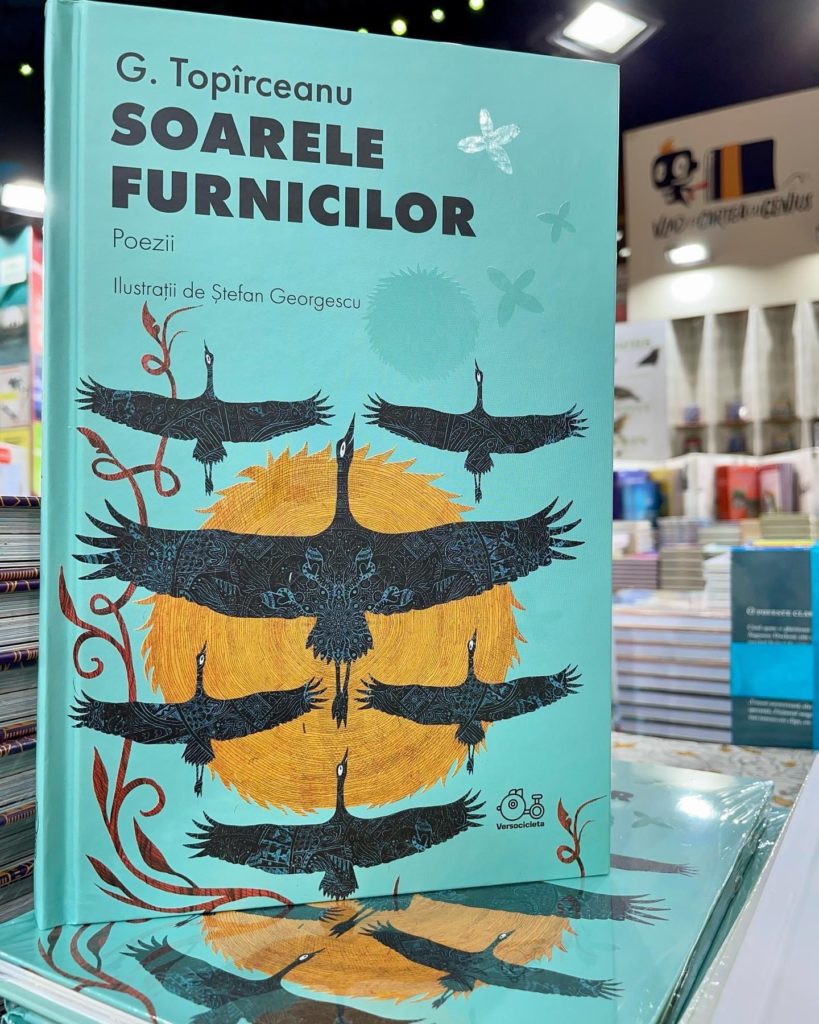 G. Topîrceanu
SOARELE
FURNICILOR
Poezii
Ilustrații de Ștefan Georgescu
Versocicleta